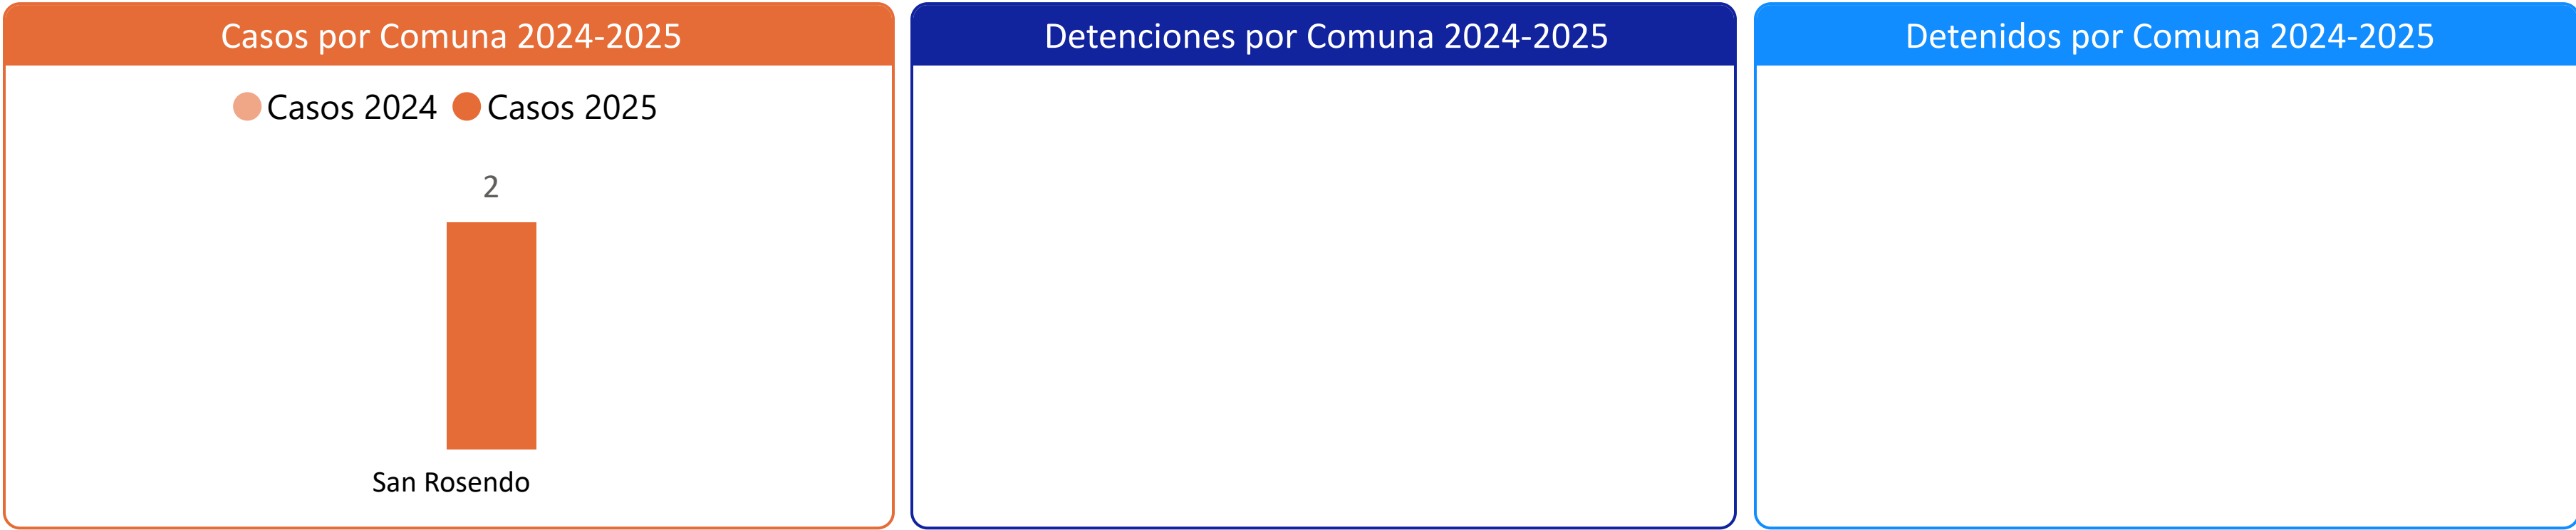 Casos por Comuna 2024-2025
Casos 2024 Casos 2025
2
San Rosendo
Detenciones por Comuna 2024-2025
Detenidos por Comuna 2024-2025